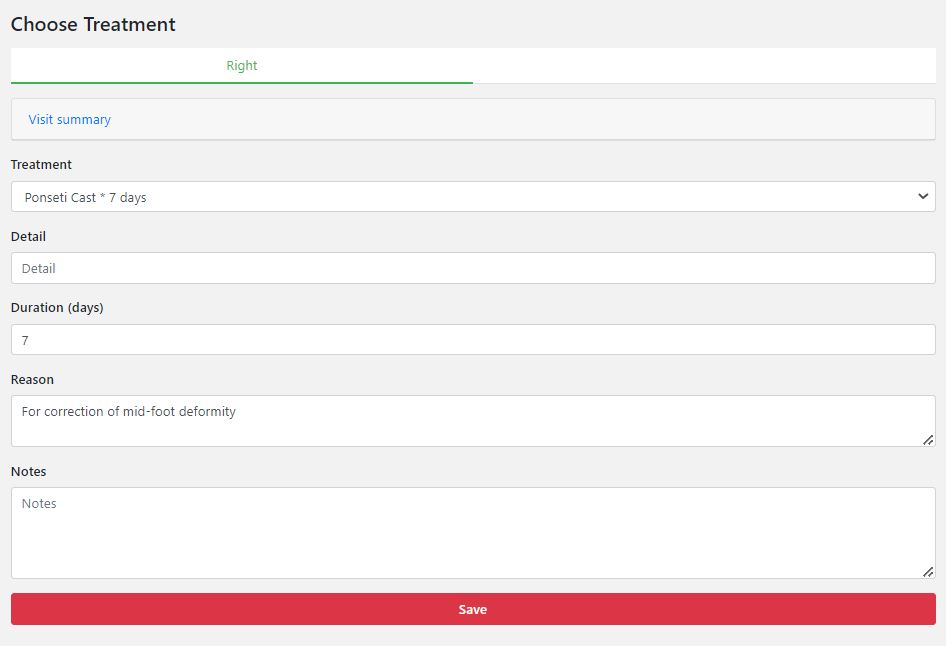 Choose Treatment
Right
Visit summary
Treatment
Ponseti Cast * 7 days
Detail
Detail
Duration (days)
7
Reason
For correction of mid-foot deformity
Notes
Notes
Save